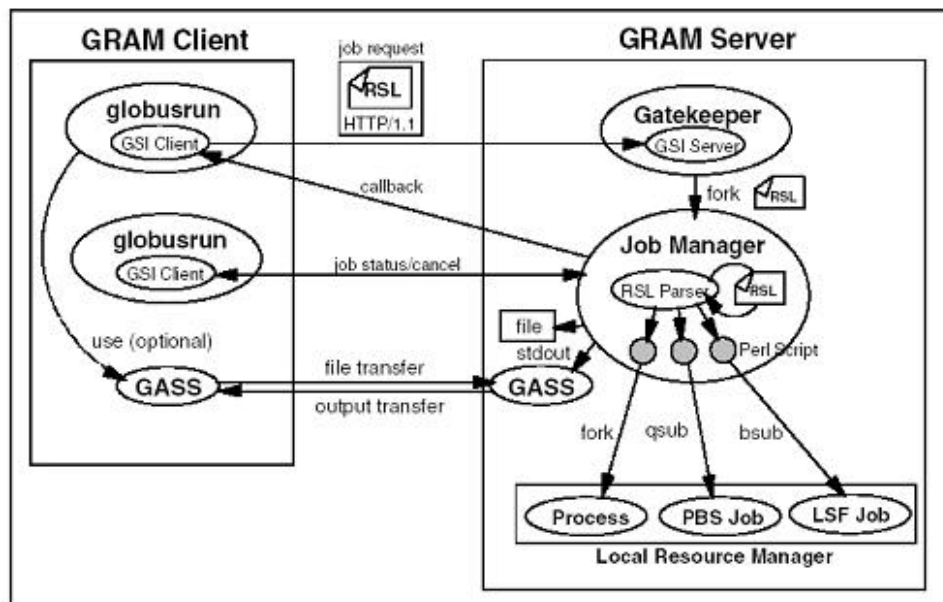 GRAM Client
GRAM Server
job request
RSL
HTTP/1.1
globusrun
GSI Client
Gatekeeper
GSI Server
callback
fork
RSL
globusrun
GSI Client
job status/cancel
Job Manager
RSL Parser
RSL
file
stdout
Perl Script
use (optional)
file transfer
GASS
GASS
output transfer
fork
qsub
bsub
Process
PBS Job
LSF Job
Local Resource Manager